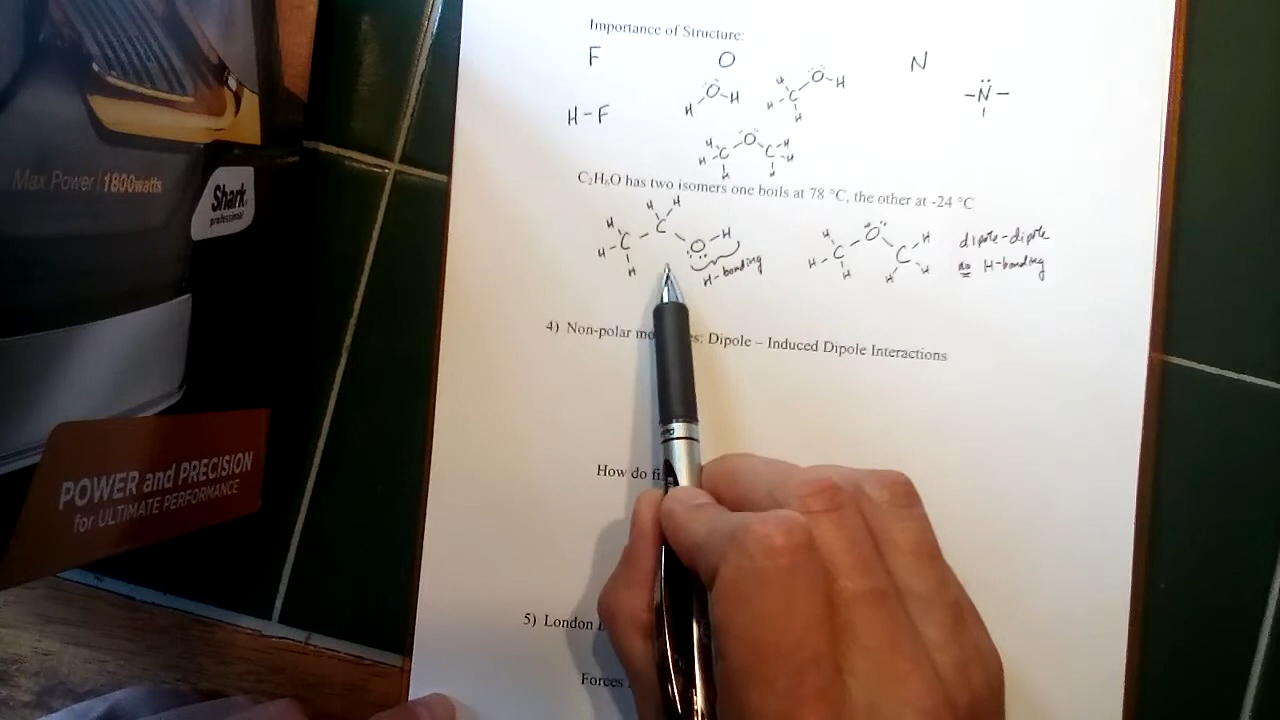 Importance of Structure:
F O N
H-F
C₂H₆O has two isomers one boils at 78 °C, the other at -24 °C
H-bonding
dipole-dipole
no H-bonding
4) Non-polar
Dipole – Induced Dipole Interactions
How do
5) London
Forces
Max Power | 1800watts
Shark
professional
POWER and PRECISION
for ULTIMATE PERFORMANCE